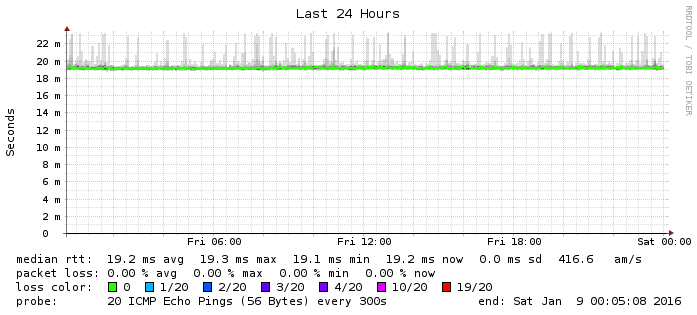 Last 24 Hours
RRDTOOL / TOBI OETIKER
Seconds
22 m
20 m
18 m
16 m
14 m
12 m
10 m
8 m
6 m
4 m
2 m
0
Fri 06:00 Fri 12:00 Fri 18:00 Sat 00:00
median rtt: 19.2 ms avg 19.3 ms max 19.1 ms min 19.2 ms now 0.0 ms sd 416.6 am/s
packet loss: 0.00 % avg 0.00 % max 0.00 % min 0.00 % now
loss color: 0 1/20 2/20 3/20 4/20 10/20 19/20
probe: 20 ICMP Echo Pings (56 Bytes) every 300s end: Sat Jan 9 00:05:08 2016